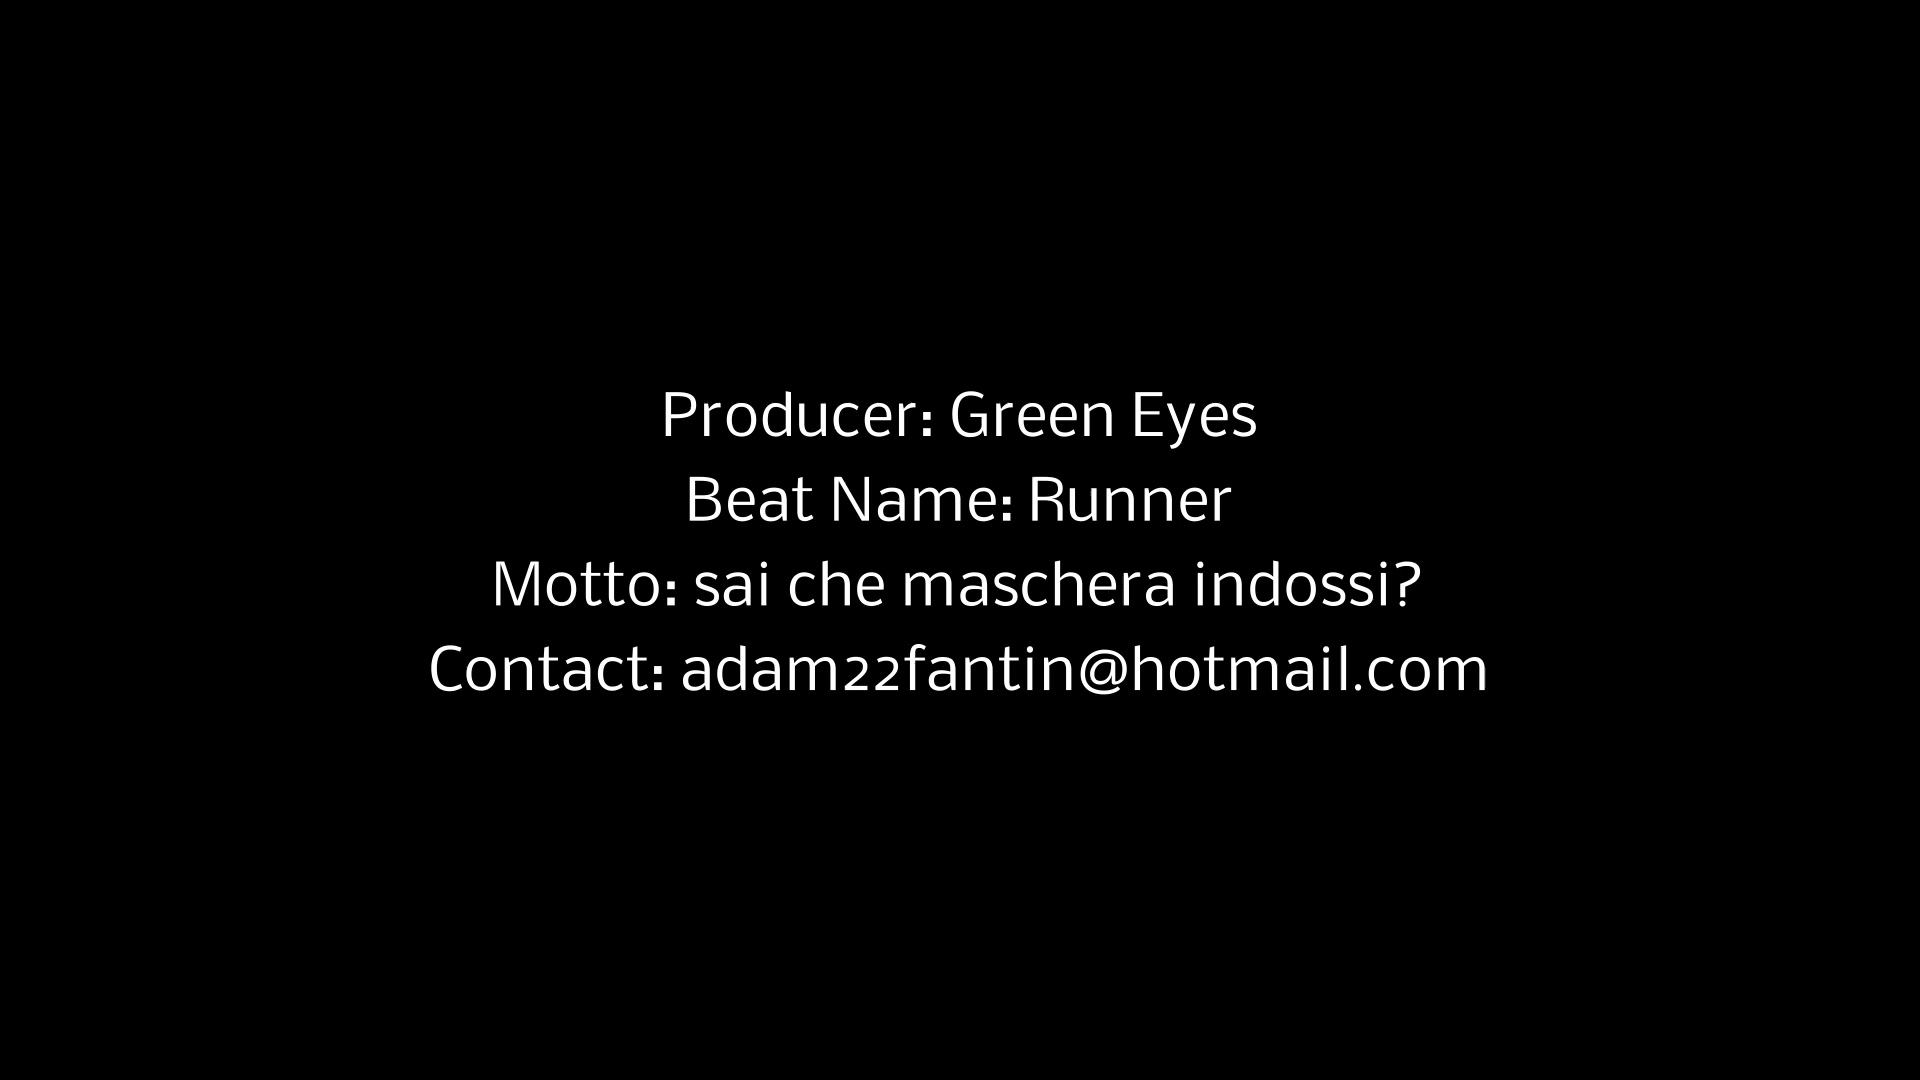 Producer: Green Eyes
Beat Name: Runner
Motto: sai che maschera indossi?
Contact: adam22fantin@hotmail.com